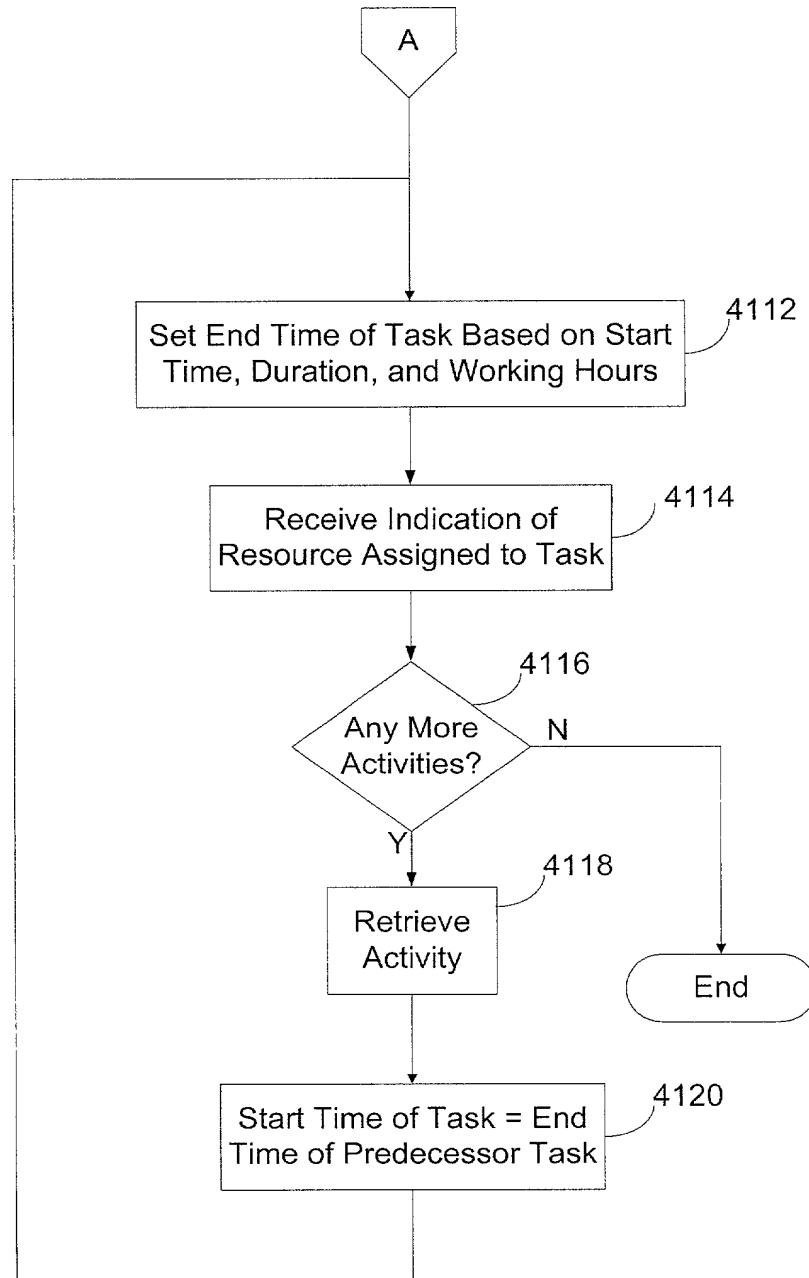 A
4112
Set End Time of Task Based on Start
Time, Duration, and Working Hours
4114
Receive Indication of
Resource Assigned to Task
4116
Any More
Activities?
N
Y
4118
Retrieve
Activity
End
4120
Start Time of Task = End
Time of Predecessor Task